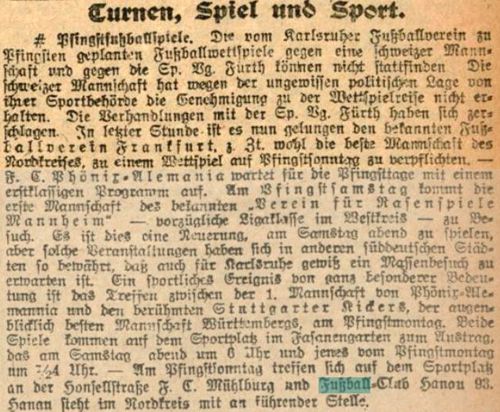 Turnen, Spiel und Sport.
# Pfingstfußballspiele. Die vom Karlsruher Fußballverein zu
Pfingsten geplanten Fußballwettspiele gegen eine schweizer Mann-
schaft und gegen die Sp. Vg. Fürth können nicht stattfinden. Die
schweizer Mannschaft hat wegen der ungewissen politischen Lage von
ihrer Sportbehörde die Genehmigung zu der Wettspielreise nicht er-
halten. Die Verhandlungen mit der Sp. Vg. Fürth haben sich zer-
schlagen. In letzter Stunde ist es nun gelungen den bekannten Fuß-
ballverein Frankfurt, z. Zt. wohl die beste Mannschaft des
Nordkreises, zu einem Wettspiel auf Pfingstsonntag zu verpflichten. —
F. C. Phönix-Alemania wartet für die Pfingsttage mit einem
erstklassigen Programm auf. Am Pfingstsamstag kommt die
erste Mannschaft des bekannten "Verein für Rasenspiele
Mannheim" — vorzügliche Ligaklasse im Westkreis — zu Be-
such. Es ist dies eine Neuerung, am Samstag abend zu spielen,
aber solche Veranstaltungen haben sich in anderen süddeutschen Städ-
ten so bewährt, daß auch für Karlsruhe gewiß ein Massenbesuch zu
erwarten ist. Ein sportliches Ereignis von ganz besonderer Bedeu-
tung ist das Treffen zwischen der 1. Mannschaft von Phönix-Ale-
mannia und den berühmten Stuttgarter Kickers, der augen-
blicklich besten Mannschaft Württembergs, am Pfingstmontag. Beide
Spiele kommen auf dem Sportplatz im Fasanengarten zum Austrag,
das am Samstag abend um 6 Uhr und jenes vom Pfingstmontag
um ½4 Uhr. — Am Pfingstsonntag treffen sich auf dem Sportplatz
an der Honsellstraße F. C. Mühlburg und Fußball-Club Hanau 93.
Hanau steht im Nordkreis mit an führender Stelle.